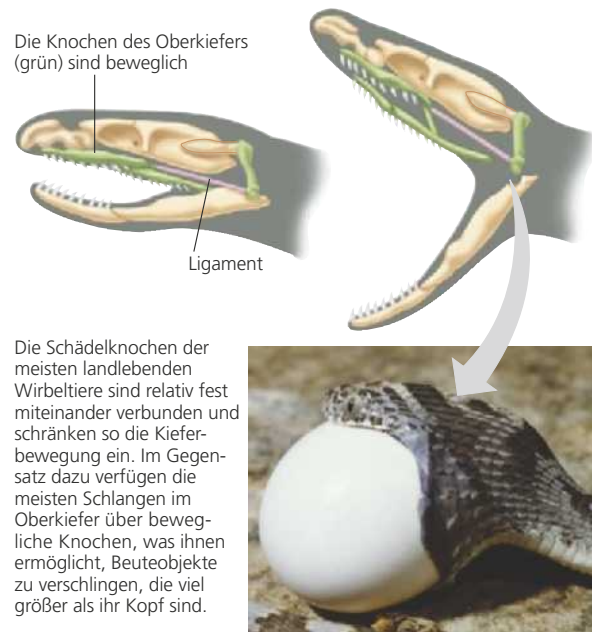 Die Knochen des Oberkiefers
(grün) sind beweglich
Ligament
Die Schädelknochen der
meisten landlebenden
Wirbeltiere sind relativ fest
miteinander verbunden und
schränken so die Kiefer-
bewegung ein. Im Gegen-
satz dazu verfügen die
meisten Schlangen im
Oberkiefer über beweg-
liche Knochen, was ihnen
ermöglicht, Beuteobjekte
zu verschlingen, die viel
größer als ihr Kopf sind.